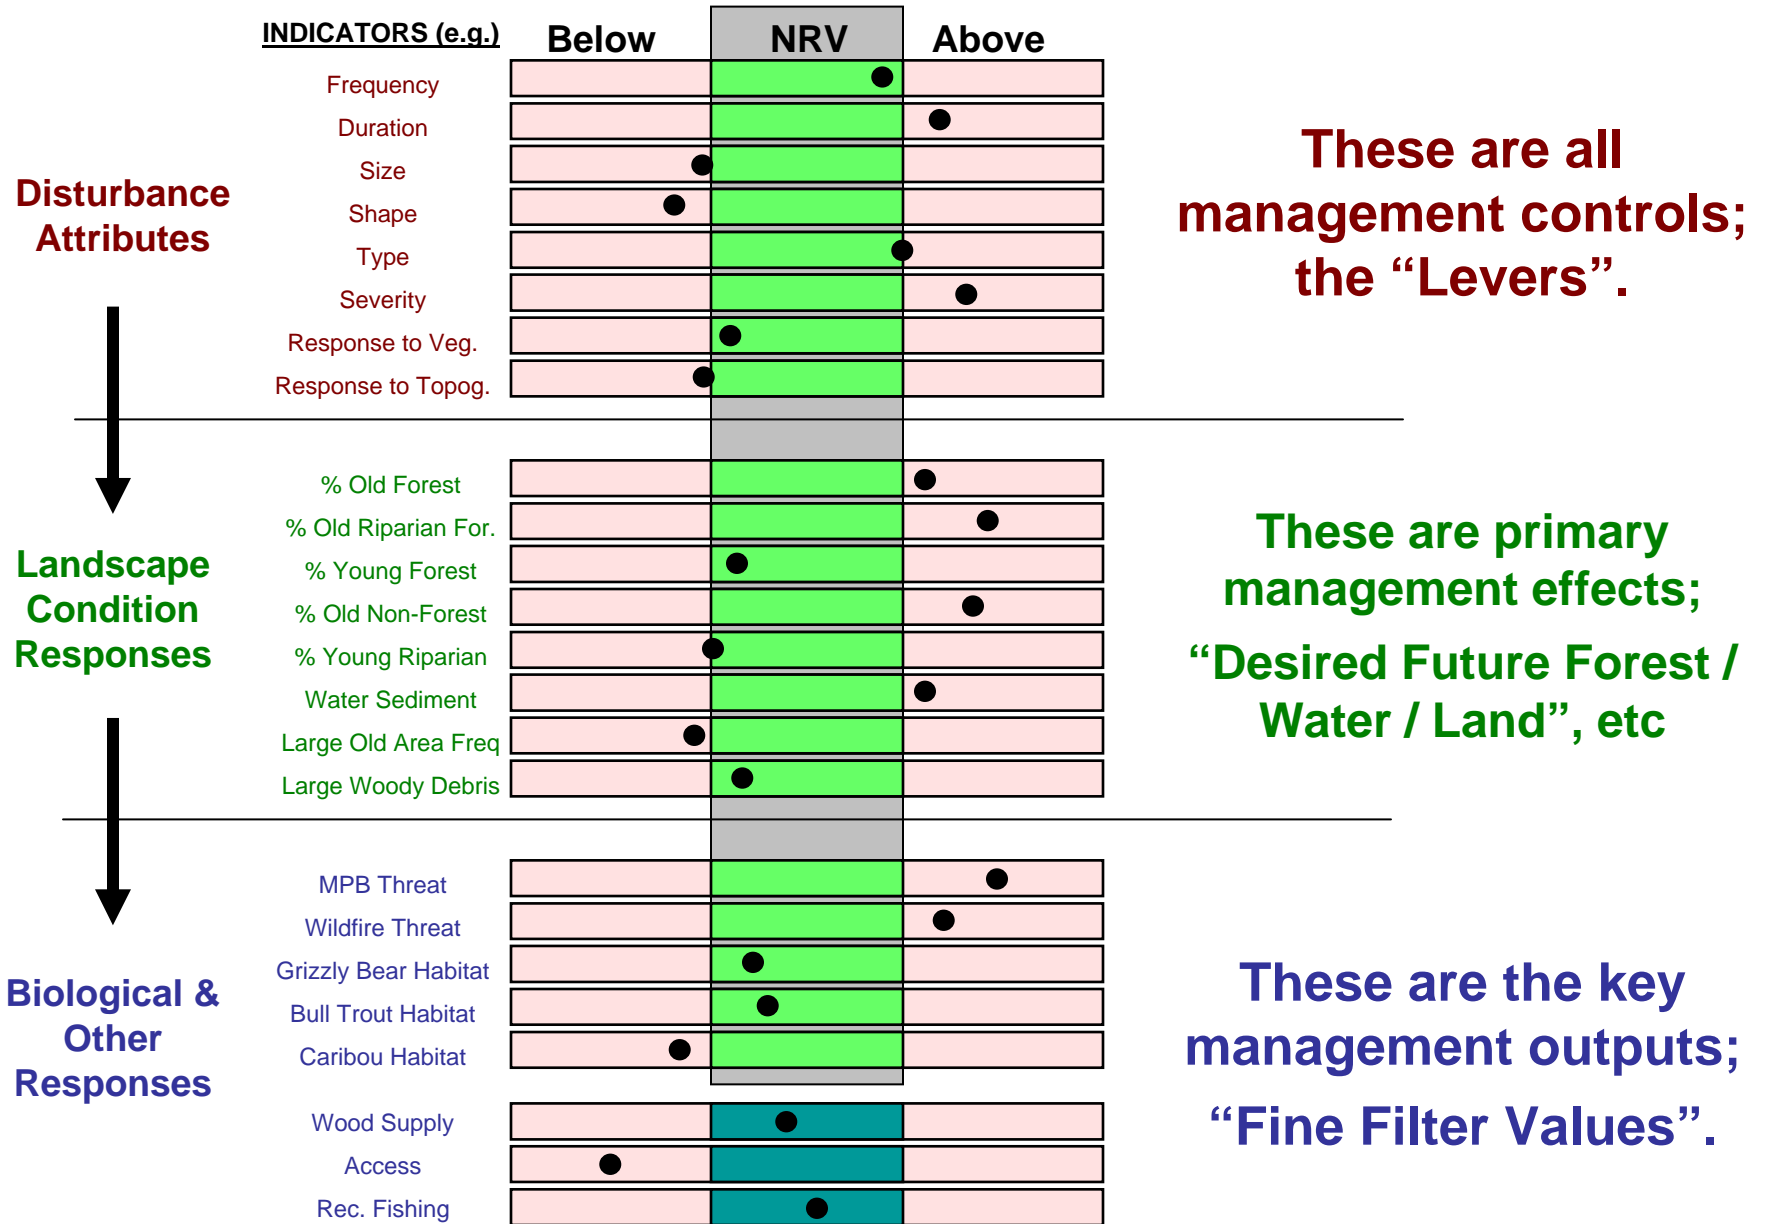 INDICATORS (e.g.)
Below
NRV
Above
Disturbance
Attributes
Frequency
Duration
Size
Shape
Type
Severity
Response to Veg.
Response to Topog.
These are all
management controls;
the “Levers”.
Landscape
Condition
Responses
% Old Forest
% Old Riparian For.
% Young Forest
% Old Non-Forest
% Young Riparian
Water Sediment
Large Old Area Freq
Large Woody Debris
These are primary
management effects;
“Desired Future Forest /
Water / Land”, etc
Biological &
Other
Responses
MPB Threat
Wildfire Threat
Grizzly Bear Habitat
Bull Trout Habitat
Caribou Habitat
Wood Supply
Access
Rec. Fishing
These are the key
management outputs;
“Fine Filter Values”.